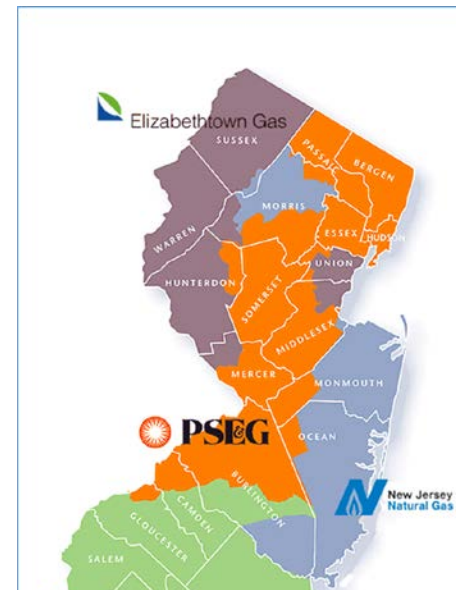 Elizabethtown Gas
SUSSEX
PASSAIC
BERGEN
MORRIS
WARREN
ESSEX
HUDSON
UNION
HUNTERDON
SOMERSET
MIDDLESEX
MERCER
MONMOUTH
OCEAN
PSE&G
BURLINGTON
New Jersey
Natural Gas
CAMDEN
GLOUCESTER
SALEM